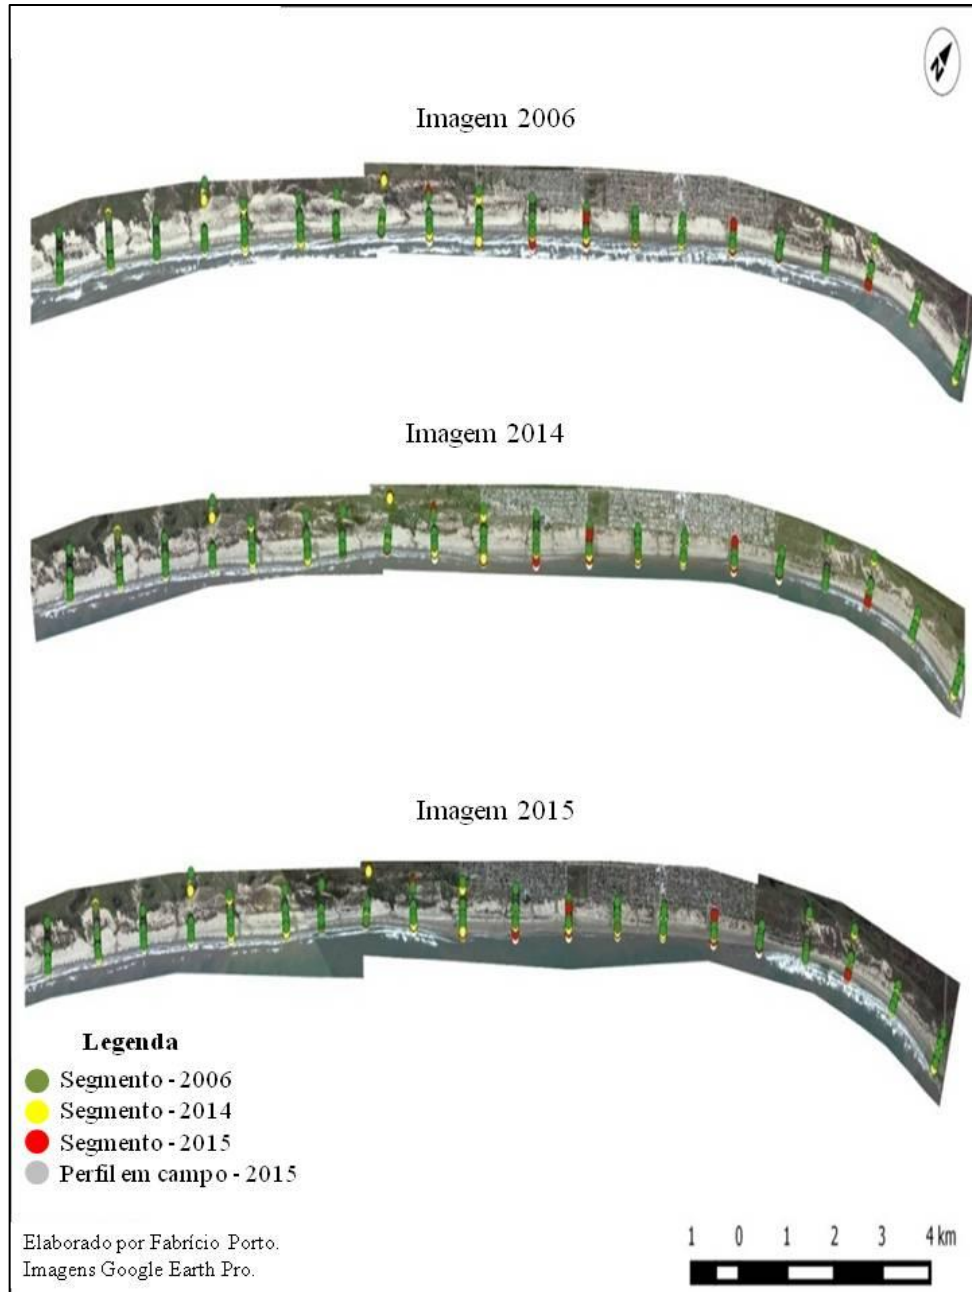 N
Imagem 2006
Imagem 2014
Imagem 2015
Legenda
Segmento - 2006
Segmento - 2014
Segmento - 2015
Perfil em campo - 2015
Elaborado por Fabrício Porto.
Imagens Google Earth Pro.
1 0 1 2 3 4 km